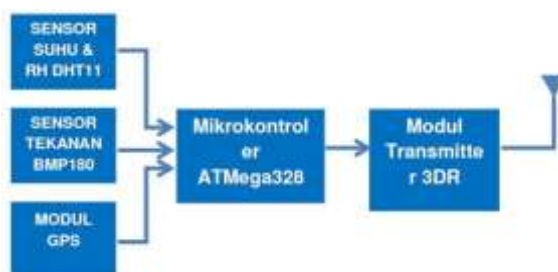 SENSOR
SUHU &
RH DHT11
SENSOR
TEKANAN
BMP180
MODUL
GPS
Mikrokontrol
er
ATMega328
Modul
Transmitte
r 3DR